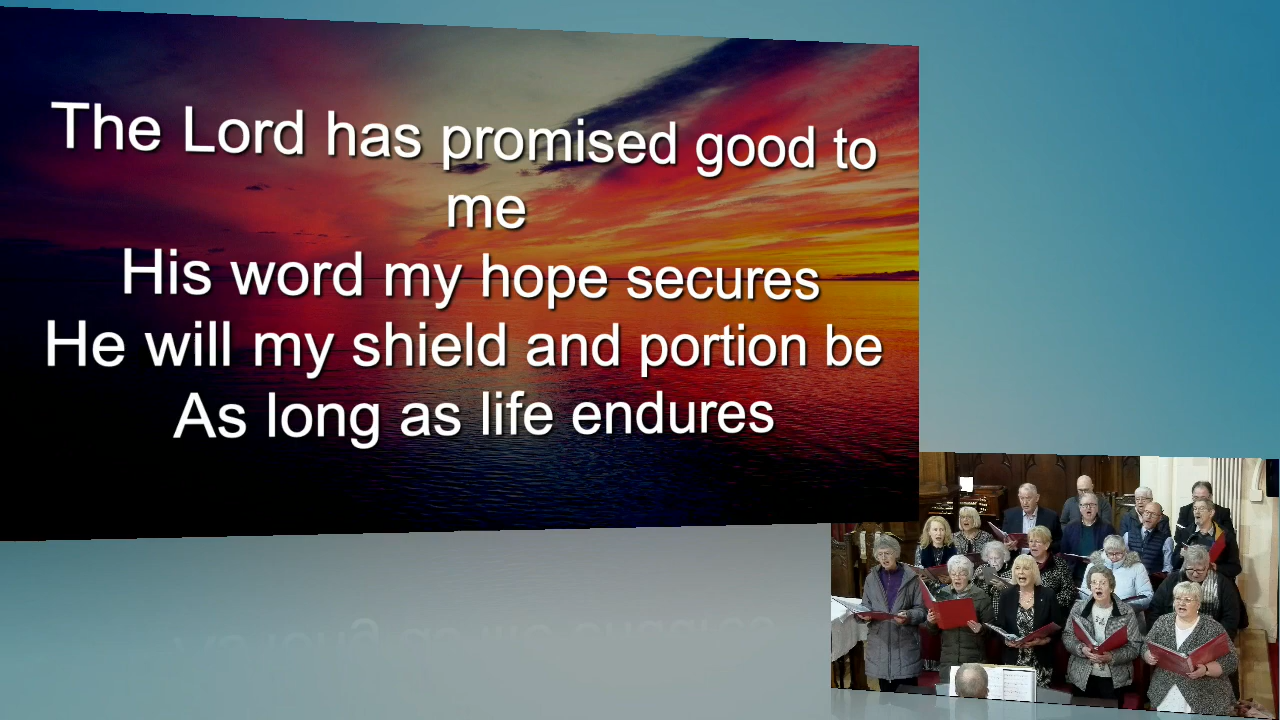 The Lord has promised good to
me
His word my hope secures
He will my shield and portion be
As long as life endures